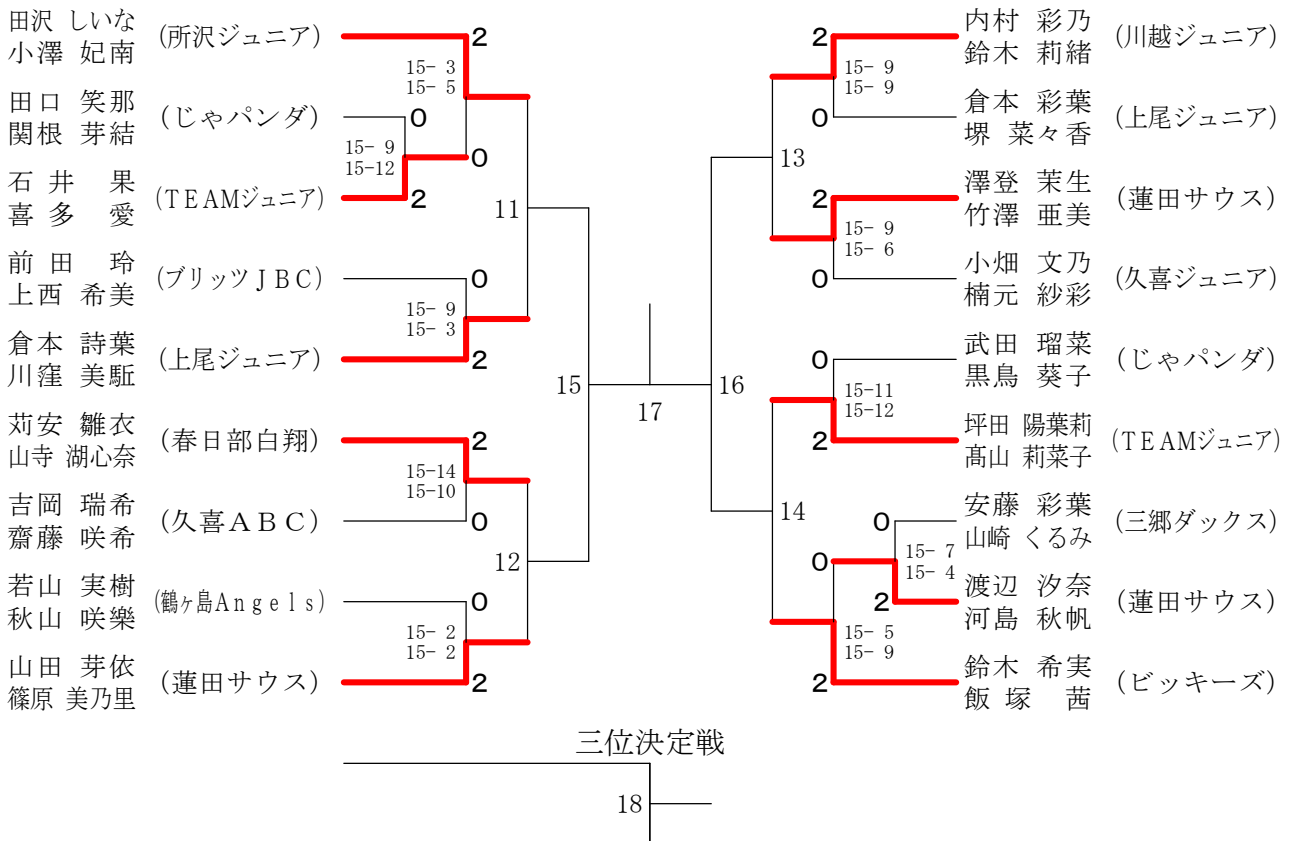 田沢 しいな
小澤 妃南
(所沢ジュニア)
2
15- 3
15- 5
田口 笑那
関根 芽結
(じゃパンダ)
0
15- 9
15-12
0
石井 果
喜多 愛
(TEAMジュニア)
2
11
前田 玲
上西 希美
(ブリッツJBC)
0
15- 9
15- 3
倉本 詩葉
川窪 美駈
(上尾ジュニア)
2
15
苅安 雛衣
山寺 湖心奈
(春日部白翔)
2
15-14
15-10
吉岡 瑞希
齋藤 咲希
(久喜ABC)
0
12
若山 実樹
秋山 咲樂
(鶴ヶ島Angels)
0
15- 2
15- 2
山田 芽依
篠原 美乃里
(蓮田サウス)
2
17
2
内村 彩乃
鈴木 莉緒
(川越ジュニア)
15- 9
15- 9
0
倉本 彩葉
堺 菜々香
(上尾ジュニア)
13
2
澤登 茉生
竹澤 亜美
(蓮田サウス)
15- 9
15- 6
0
小畑 文乃
楠元 紗彩
(久喜ジュニア)
16
0
武田 瑠菜
黒鳥 葵子
(じゃパンダ)
15-11
15-12
2
坪田 陽葉莉
髙山 莉菜子
(TEAMジュニア)
14
0
安藤 彩葉
山崎 くるみ
(三郷ダックス)
0
15- 7
15- 4
2
渡辺 汐奈
河島 秋帆
(蓮田サウス)
15- 5
15- 9
2
鈴木 希実
飯塚 茜
(ビッキーズ)
三位決定戦
18